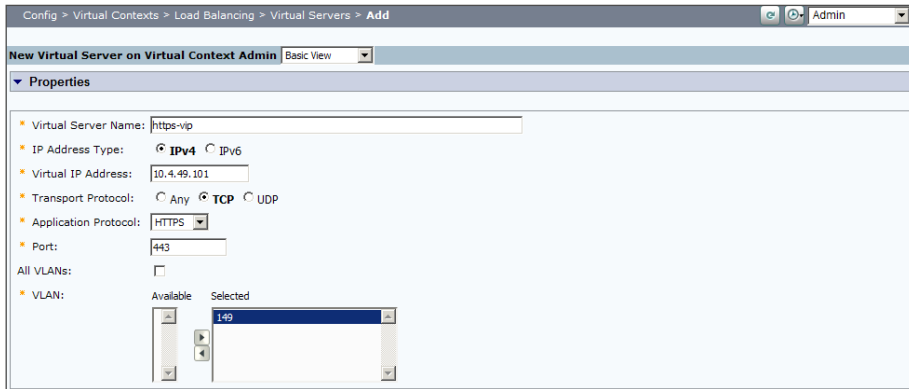 Config > Virtual Contexts > Load Balancing > Virtual Servers > Add Admin
New Virtual Server on Virtual Context Admin Basic View
Properties
* Virtual Server Name: https-vip
* IP Address Type: IPv4 IPv6
* Virtual IP Address: 10.4.49.101
* Transport Protocol: Any TCP UDP
* Application Protocol: HTTPS
* Port: 443
All VLANs:
* VLAN: Available Selected
149